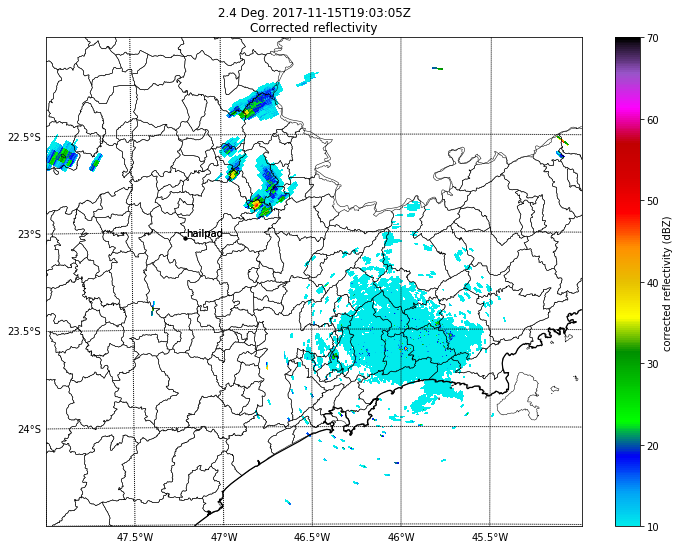 2.4 Deg. 2017-11-15T19:03:05Z
Corrected reflectivity
70
60
50
40
30
20
10
corrected reflectivity (dBZ)
22.5°S
23°S
23.5°S
24°S
hailpad
47.5°W
47°W
46.5°W
46°W
45.5°W